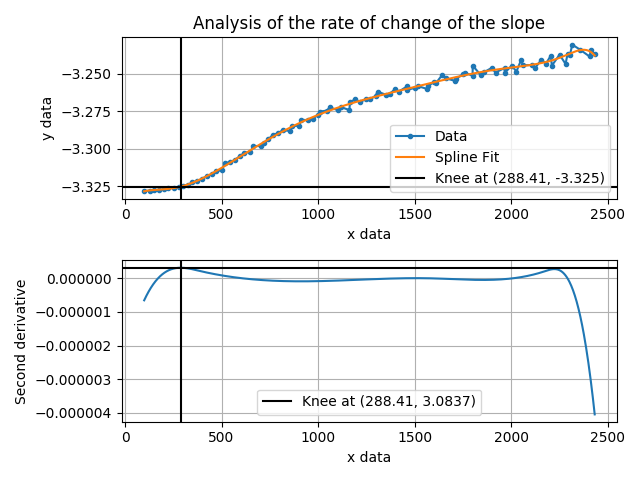 Analysis of the rate of change of the slope
y data
−3.250
−3.275
−3.300
−3.325
Data
Spline Fit
Knee at (288.41, -3.325)
0 500 1000 1500 2000 2500
x data
Second derivative
0.000000
−0.000001
−0.000002
−0.000003
−0.000004
Knee at (288.41, 3.0837)
0 500 1000 1500 2000 2500
x data